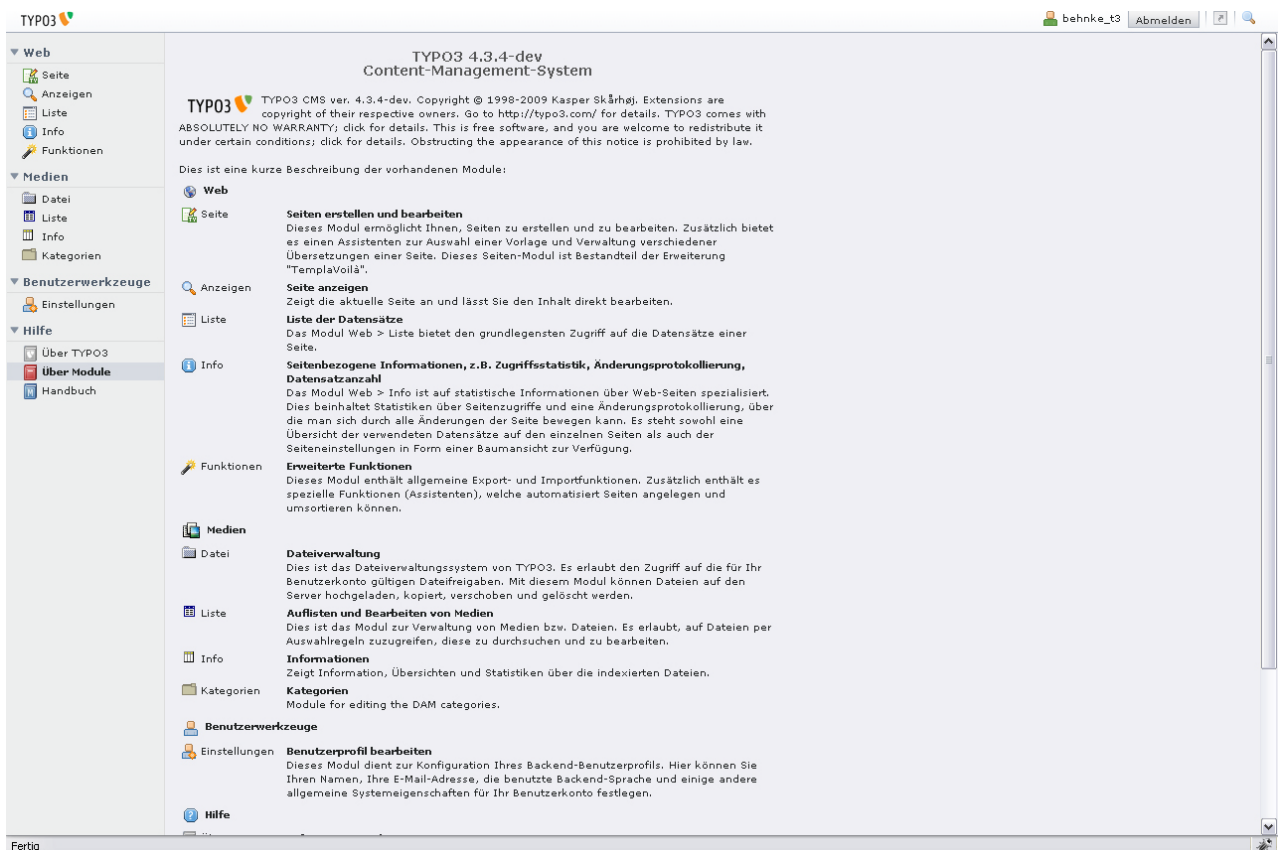 TYPO3
behnke_t3 Abmelden
Web
Seite
Anzeigen
Liste
Info
Funktionen
Medien
Datei
Liste
Info
Kategorien
Benutzerwerkzeuge
Einstellungen
Hilfe
Über TYPO3
Über Module
Handbuch
TYPO3 4.3.4-dev
Content-Management-System
TYPO3 TYPO3 CMS ver. 4.3.4-dev. Copyright © 1998-2009 Kasper Skårhøj. Extensions are
copyright of their respective owners. Go to http://typo3.com/ for details. TYPO3 comes with
ABSOLUTELY NO WARRANTY; click for details. This is free software, and you are welcome to redistribute it
under certain conditions; click for details. Obstructing the appearance of this notice is prohibited by law.
Dies ist eine kurze Beschreibung der vorhandenen Module:
Web
Seite Seiten erstellen und bearbeiten
Dieses Modul ermöglicht Ihnen, Seiten zu erstellen und zu bearbeiten. Zusätzlich bietet
es einen Assistenten zur Auswahl einer Vorlage und Verwaltung verschiedener
Übersetzungen einer Seite. Dieses Seiten-Modul ist Bestandteil der Erweiterung
"TemplaVoilà".
Anzeigen Seite anzeigen
Zeigt die aktuelle Seite an und lässt Sie den Inhalt direkt bearbeiten.
Liste Liste der Datensätze
Das Modul Web > Liste bietet den grundlegensten Zugriff auf die Datensätze einer
Seite.
Info Seitenbezogene Informationen, z.B. Zugriffsstatistik, Änderungsprotokollierung,
Datensatzanzahl
Das Modul Web > Info ist auf statistische Informationen über Web-Seiten spezialisiert.
Dies beinhaltet Statistiken über Seitenzugriffe und eine Änderungsprotokollierung, über
die man sich durch alle Änderungen der Seite bewegen kann. Es steht sowohl eine
Übersicht der verwendeten Datensätze auf den einzelnen Seiten als auch der
Seiteneinstellungen in Form einer Baumansicht zur Verfügung.
Funktionen Erweiterte Funktionen
Dieses Modul enthält allgemeine Export- und Importfunktionen. Zusätzlich enthält es
spezielle Funktionen (Assistenten), welche automatisiert Seiten angelegen und
umsortieren können.
Medien
Datei Dateiverwaltung
Dies ist das Dateiverwaltungssystem von TYPO3. Es erlaubt den Zugriff auf die für Ihr
Benutzerkonto gültigen Dateifreigaben. Mit diesem Modul können Dateien auf den
Server hochgeladen, kopiert, verschoben und gelöscht werden.
Liste Auflisten und Bearbeiten von Medien
Dies ist das Modul zur Verwaltung von Medien bzw. Dateien. Es erlaubt, auf Dateien per
Auswahlregeln zuzugreifen, diese zu durchsuchen und zu bearbeiten.
Info Informationen
Zeigt Information, Übersichten und Statistiken über die indexierten Dateien.
Kategorien Kategorien
Module for editing the DAM categories.
Benutzerwerkzeuge
Einstellungen Benutzerprofil bearbeiten
Dieses Modul dient zur Konfiguration Ihres Backend-Benutzerprofils. Hier können Sie
Ihren Namen, Ihre E-Mail-Adresse, die benutzte Backend-Sprache und einige andere
allgemeine Systemeigenschaften für Ihr Benutzerkonto festlegen.
Hilfe
Fertig